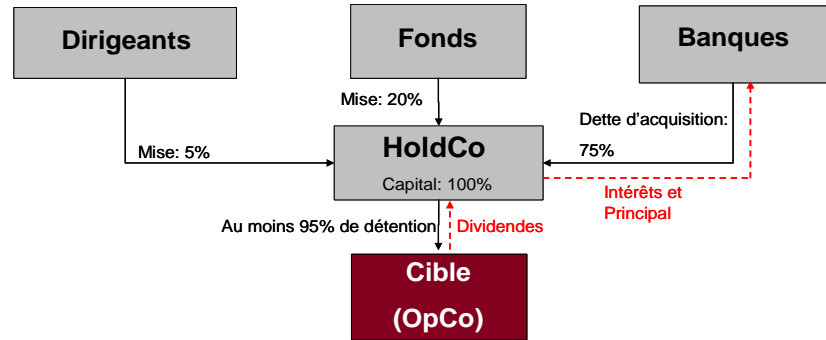 Dirigeants
Fonds
Banques
Mise: 20%
Dette d'acquisition:
75%
Mise: 5%
HoldCo
Capital: 100%
Intérêts et
Principal
Au moins 95% de détention
Dividendes
Cible
(OpCo)